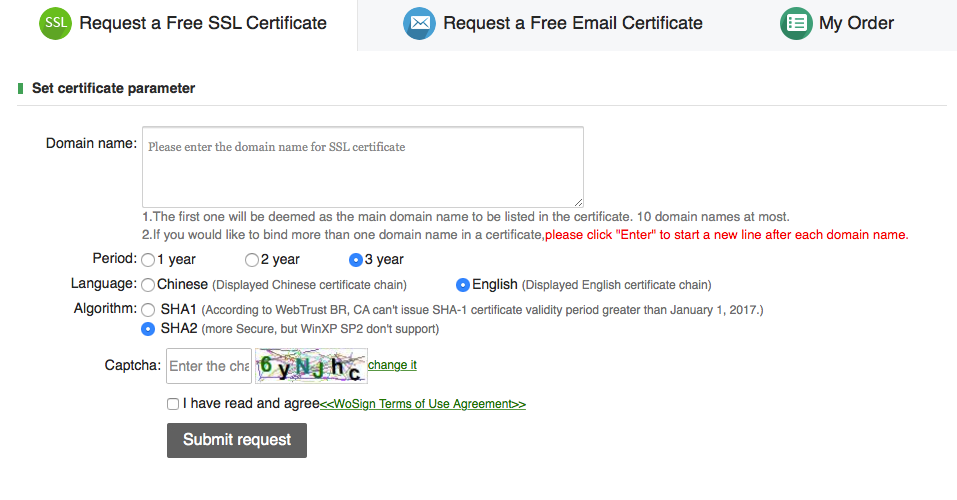 SSL Request a Free SSL Certificate Request a Free Email Certificate My Order
Set certificate parameter
Domain name: Please enter the domain name for SSL certificate
1.The first one will be deemed as the main domain name to be listed in the certificate. 10 domain names at most.
2.If you would like to bind more than one domain name in a certificate,please click "Enter" to start a new line after each domain name.
Period: 1 year 2 year 3 year
Language: Chinese (Displayed Chinese certificate chain) English (Displayed English certificate chain)
Algorithm: SHA1 (According to WebTrust BR, CA can't issue SHA-1 certificate validity period greater than January 1, 2017.)
SHA2 (more Secure, but WinXP SP2 don't support)
Captcha: Enter the cha 6yNJhc change it
I have read and agree<<WoSign Terms of Use Agreement>>
Submit request